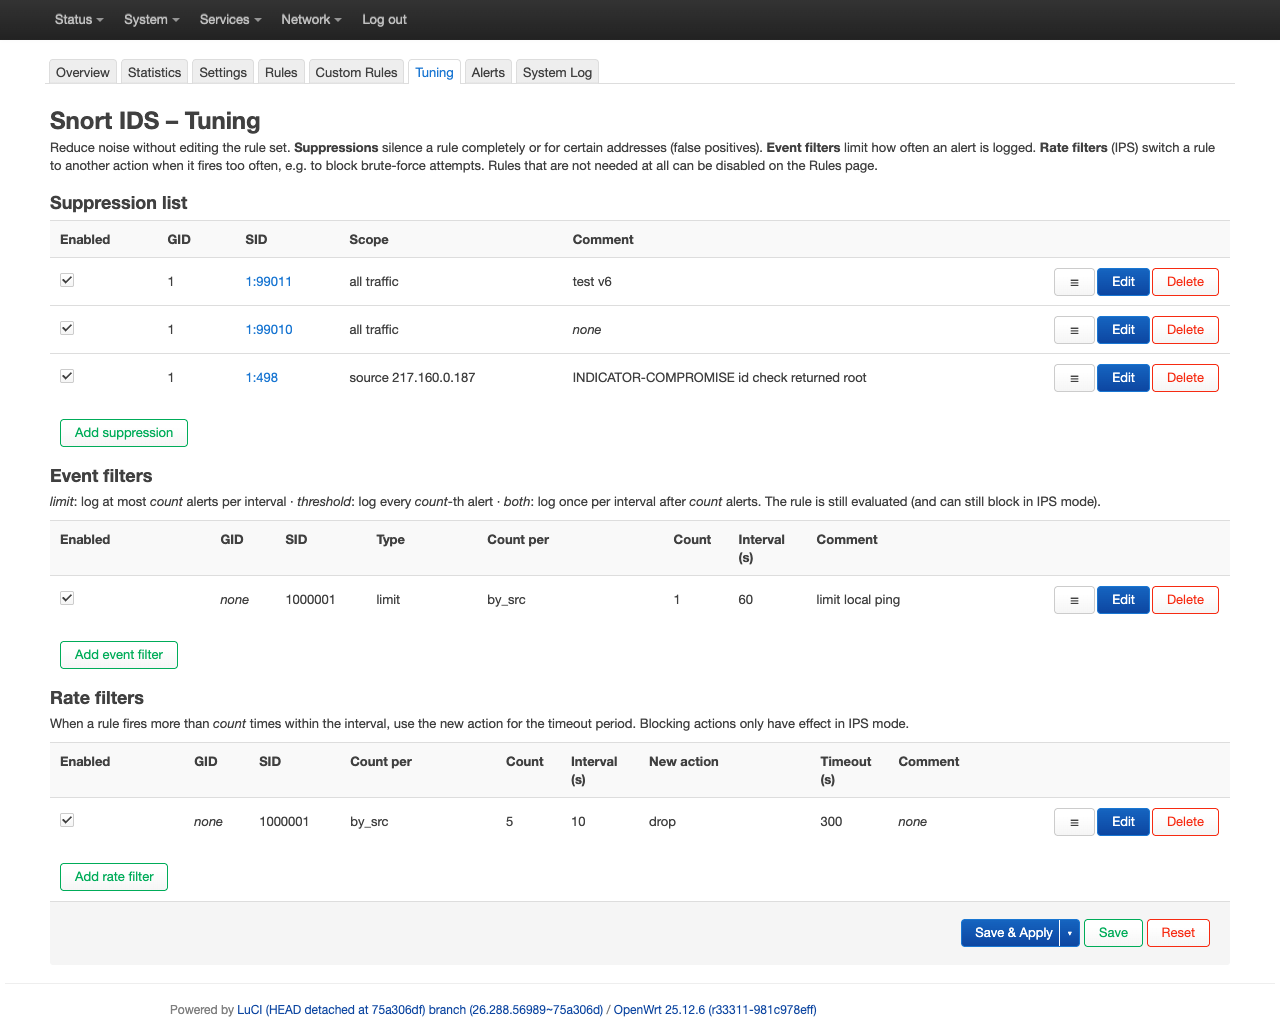 Status System Services Network Log out
Overview Statistics Settings Rules Custom Rules Tuning Alerts System Log
Snort IDS – Tuning
Reduce noise without editing the rule set. Suppressions silence a rule completely or for certain addresses (false positives). Event filters limit how often an alert is logged. Rate filters (IPS) switch a rule
to another action when it fires too often, e.g. to block brute-force attempts. Rules that are not needed at all can be disabled on the Rules page.
Suppression list
Enabled GID SID Scope Comment
1 1:99011 all traffic test v6 ≡ Edit Delete
1 1:99010 all traffic none ≡ Edit Delete
1 1:498 source 217.160.0.187 INDICATOR-COMPROMISE id check returned root ≡ Edit Delete
Add suppression
Event filters
limit: log at most count alerts per interval · threshold: log every count-th alert · both: log once per interval after count alerts. The rule is still evaluated (and can still block in IPS mode).
Enabled GID SID Type Count per Count Interval (s) Comment
none 1000001 limit by_src 1 60 limit local ping ≡ Edit Delete
Add event filter
Rate filters
When a rule fires more than count times within the interval, use the new action for the timeout period. Blocking actions only have effect in IPS mode.
Enabled GID SID Count per Count Interval (s) New action Timeout (s) Comment
none 1000001 by_src 5 10 drop 300 none ≡ Edit Delete
Add rate filter
Save & Apply Save Reset
Powered by LuCI (HEAD detached at 75a306df) branch (26.288.56989~75a306d) / OpenWrt 25.12.6 (r33311-981c978eff)